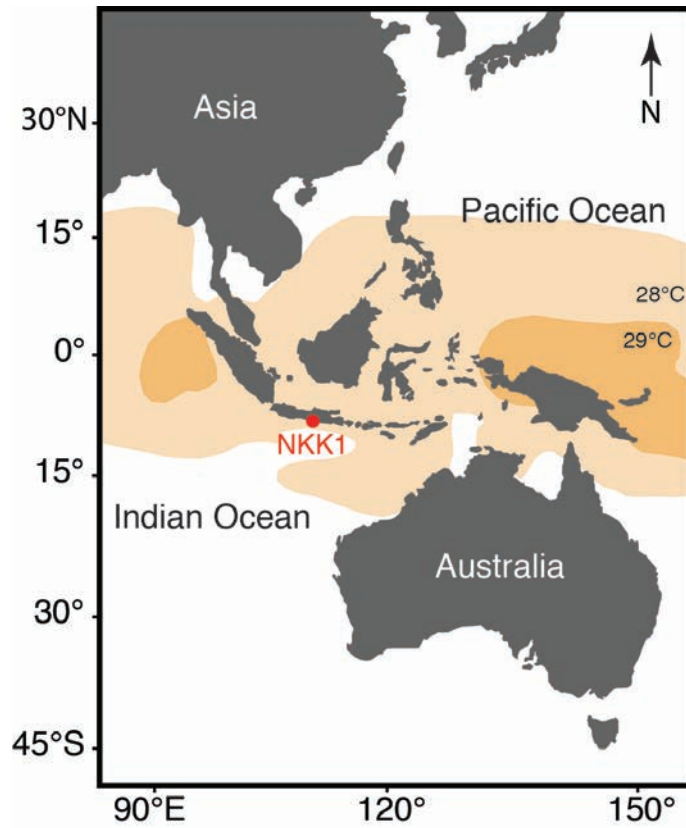 N
Asia
30°N
Pacific Ocean
15°
28°C
29°C
0°
NKK1
15°
Indian Ocean
Australia
30°
45°S
90°E 120° 150°